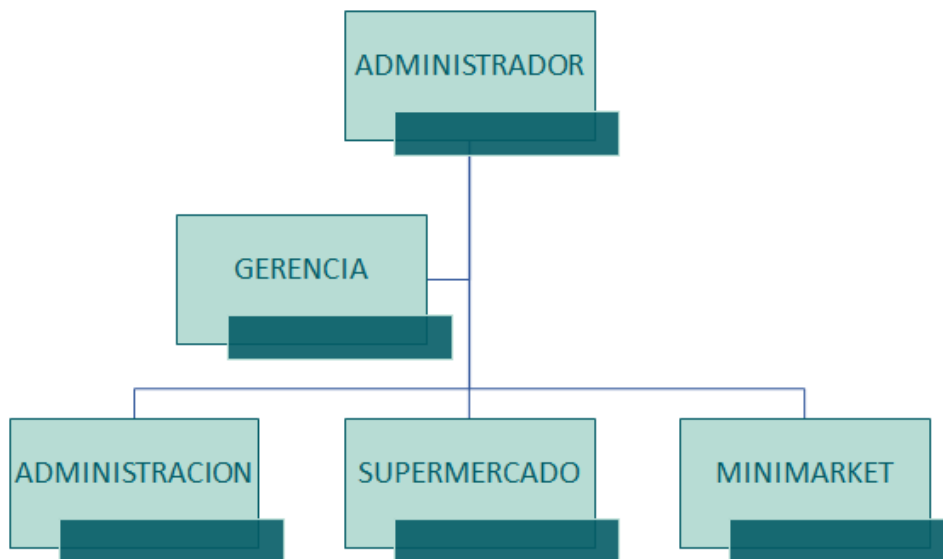 ADMINISTRADOR
GERENCIA
ADMINISTRACION
SUPERMERCADO
MINIMARKET